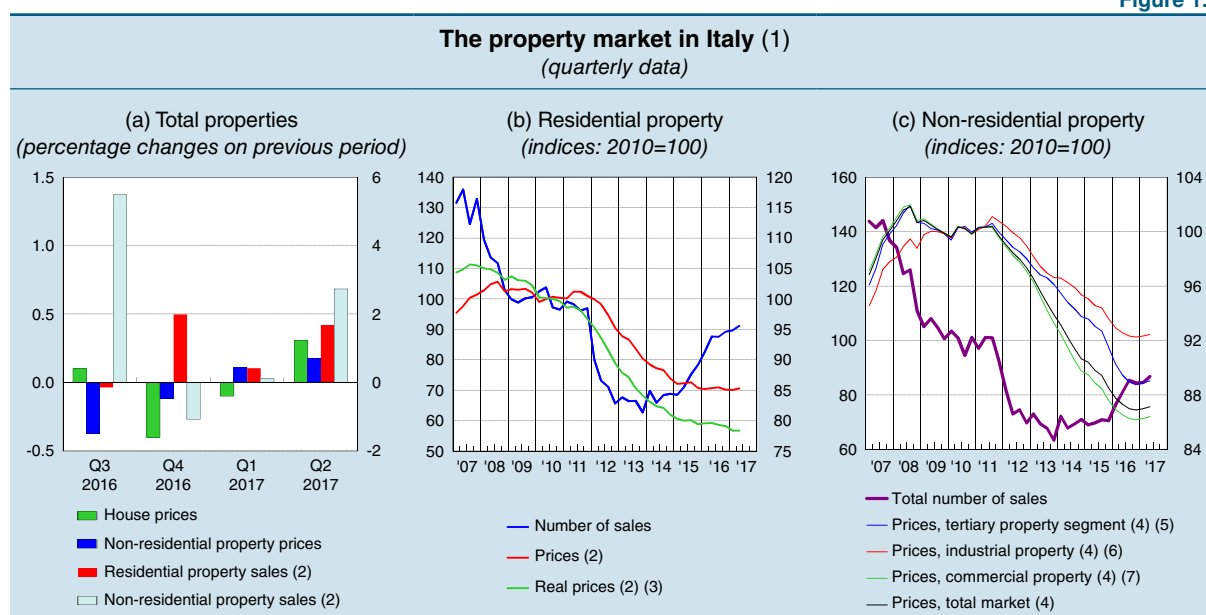 Figure 1.
The property market in Italy (1)
(quarterly data)
(a) Total properties
(percentage changes on previous period)
1.5
1.0
0.5
0.0
-0.5
6
4
2
0
-2
Q3
2016
Q4
2016
Q1
2017
Q2
2017
House prices
Non-residential property prices
Residential property sales (2)
Non-residential property sales (2)
(b) Residential property
(indices: 2010=100)
140
130
120
110
100
90
80
70
60
50
120
115
110
105
100
95
90
85
80
75
'07 '08 '09 '10 '11 '12 '13 '14 '15 '16 '17
Number of sales
Prices (2)
Real prices (2) (3)
(c) Non-residential property
(indices: 2010=100)
160
140
120
100
80
60
104
100
96
92
88
84
'07 '08 '09 '10 '11 '12 '13 '14 '15 '16 '17
Total number of sales
Prices, tertiary property segment (4) (5)
Prices, industrial property (4) (6)
Prices, commercial property (4) (7)
Prices, total market (4)